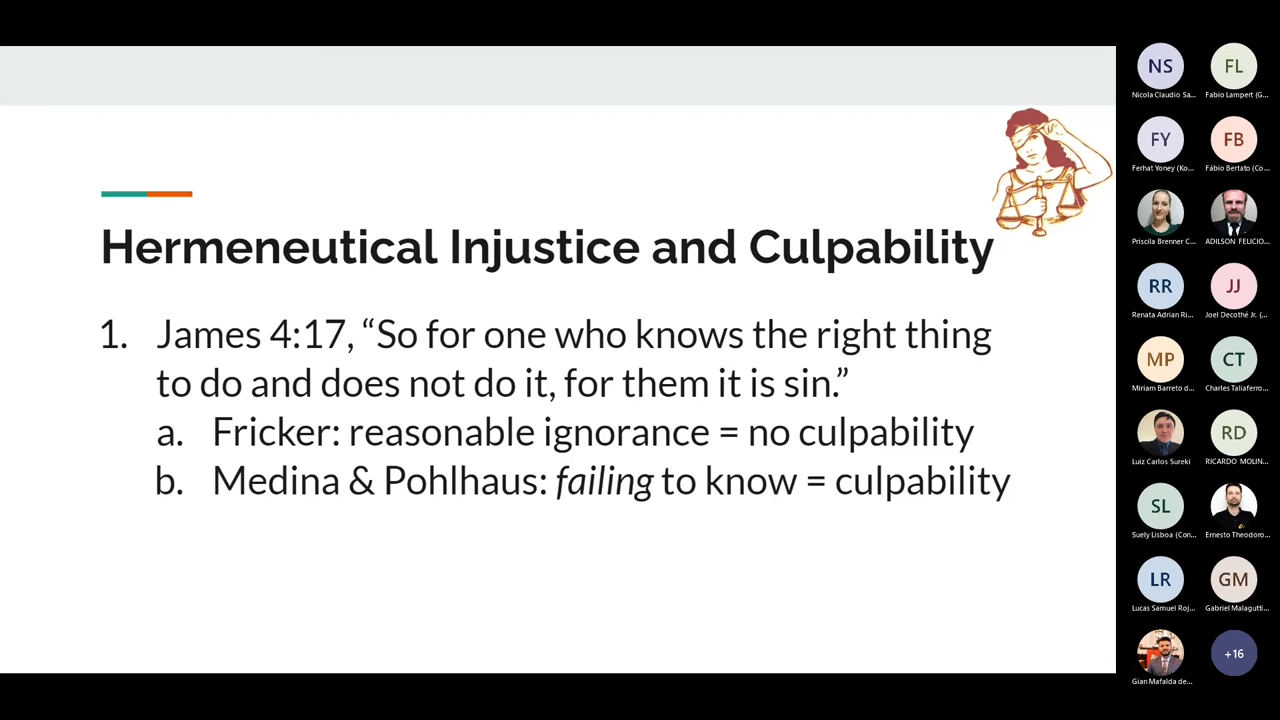 Hermeneutical Injustice and Culpability
1. James 4:17, “So for one who knows the right thing
to do and does not do it, for them it is sin.”
a. Fricker: reasonable ignorance = no culpability
b. Medina & Pohlhaus: failing to know = culpability
NS FL
Nicola Claudio Sa... Fabio Lampert (G...
FY FB
Ferhat Yoney (Ko... Fábio Bertato (Co...
Priscila Brenner C... ADILSON FELICIO...
RR JJ
Renata Adrian Ri... Joel Decothé Jr. (...
MP CT
Miriam Barreto d... Charles Taliaferro...
RD
Luiz Carlos Sureki RICARDO MOLIN...
SL
Suely Lisboa (Con... Ernesto Theodoro...
LR GM
Lucas Samuel Roj... Gabriel Malagutti...
+16
Gian Mafalda de...